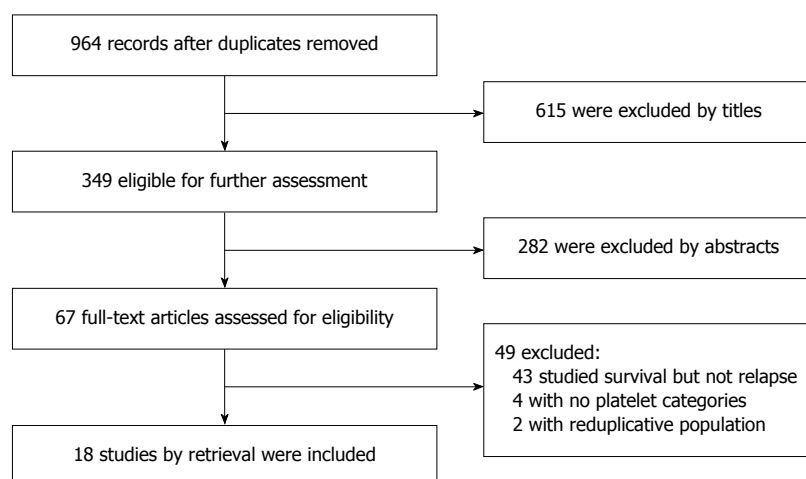 964 records after duplicates removed
615 were excluded by titles
349 eligible for further assessment
282 were excluded by abstracts
67 full-text articles assessed for eligibility
49 excluded:
43 studied survival but not relapse
4 with no platelet categories
2 with reduplicative population
18 studies by retrieval were included